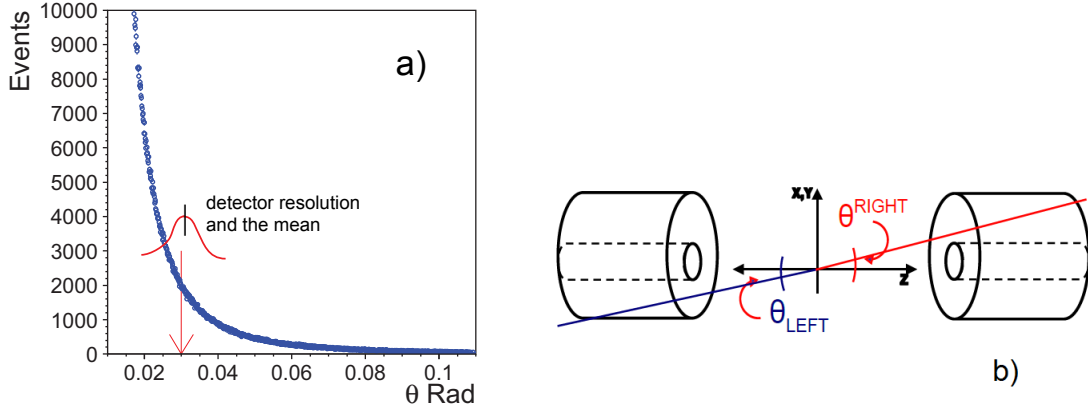 10000
9000
8000
7000
6000
5000
4000
3000
2000
1000
0
Events
a)
detector resolution
and the mean
0.02
0.04
0.06
0.08
0.1
θ Rad
X,Y
θRIGHT
Z
θLEFT
b)